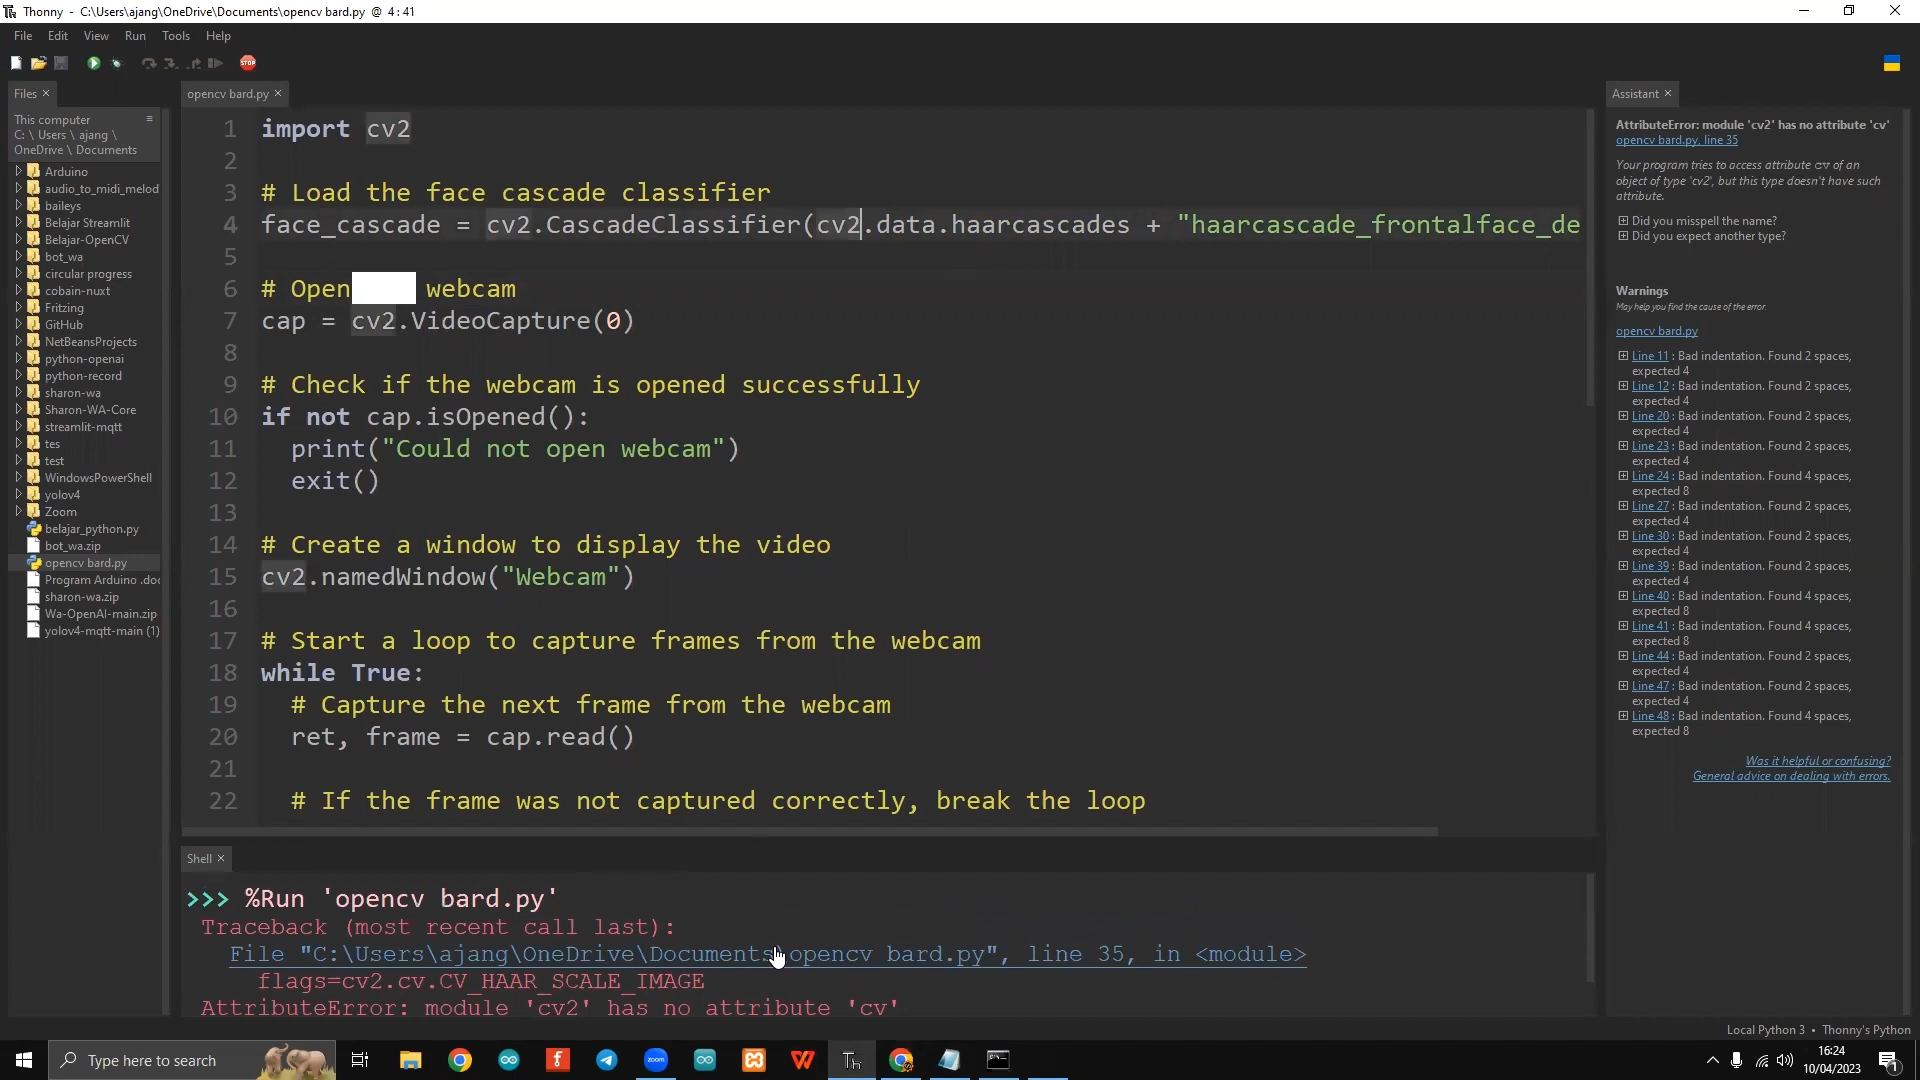 Thonny - C:\Users\ajang\OneDrive\Documents\opencv bard.py @ 4:41
File Edit View Run Tools Help
STOP
Files ×
This computer
C: \ Users \ ajang \
OneDrive \ Documents
Arduino
audio_to_midi_melod
baileys
Belajar Streamlit
Belajar-OpenCV
bot_wa
circular progress
cobain-nuxt
Fritzing
GitHub
NetBeansProjects
python-openai
python-record
sharon-wa
Sharon-WA-Core
streamlit-mqtt
tes
test
WindowsPowerShell
yolov4
Zoom
belajar_python.py
bot_wa.zip
opencv bard.py
Program Arduino .doc
sharon-wa.zip
Wa-OpenAI-main.zip
yolov4-mqtt-main (1)
opencv bard.py ×
1 import cv2
2
3 # Load the face cascade classifier
4 face_cascade = cv2.CascadeClassifier(cv2.data.haarcascades + "haarcascade_frontalface_de
5
6 # Open webcam
7 cap = cv2.VideoCapture(0)
8
9 # Check if the webcam is opened successfully
10 if not cap.isOpened():
11 print("Could not open webcam")
12 exit()
13
14 # Create a window to display the video
15 cv2.namedWindow("Webcam")
16
17 # Start a loop to capture frames from the webcam
18 while True:
19 # Capture the next frame from the webcam
20 ret, frame = cap.read()
21
22 # If the frame was not captured correctly, break the loop
Shell ×
>>> %Run 'opencv bard.py'
Traceback (most recent call last):
File "C:\Users\ajang\OneDrive\Documents\opencv bard.py", line 35, in <module>
flags=cv2.cv.CV_HAAR_SCALE_IMAGE
AttributeError: module 'cv2' has no attribute 'cv'
Assistant ×
AttributeError: module 'cv2' has no attribute 'cv'
opencv bard.py, line 35
Your program tries to access attribute cv of an
object of type 'cv2', but this type doesn't have such
attribute.
Did you misspell the name?
Did you expect another type?
Warnings
May help you find the cause of the error.
opencv bard.py
Line 11 : Bad indentation. Found 2 spaces,
expected 4
Line 12 : Bad indentation. Found 2 spaces,
expected 4
Line 20 : Bad indentation. Found 2 spaces,
expected 4
Line 23 : Bad indentation. Found 2 spaces,
expected 4
Line 24 : Bad indentation. Found 4 spaces,
expected 8
Line 27 : Bad indentation. Found 2 spaces,
expected 4
Line 30 : Bad indentation. Found 2 spaces,
expected 4
Line 39 : Bad indentation. Found 2 spaces,
expected 4
Line 40 : Bad indentation. Found 4 spaces,
expected 8
Line 41 : Bad indentation. Found 4 spaces,
expected 8
Line 44 : Bad indentation. Found 2 spaces,
expected 4
Line 47 : Bad indentation. Found 2 spaces,
expected 4
Line 48 : Bad indentation. Found 4 spaces,
expected 8
Was it helpful or confusing?
General advice on dealing with errors.
Local Python 3 • Thonny's Python
Type here to search
zoom
Th
16:24
10/04/2023
1